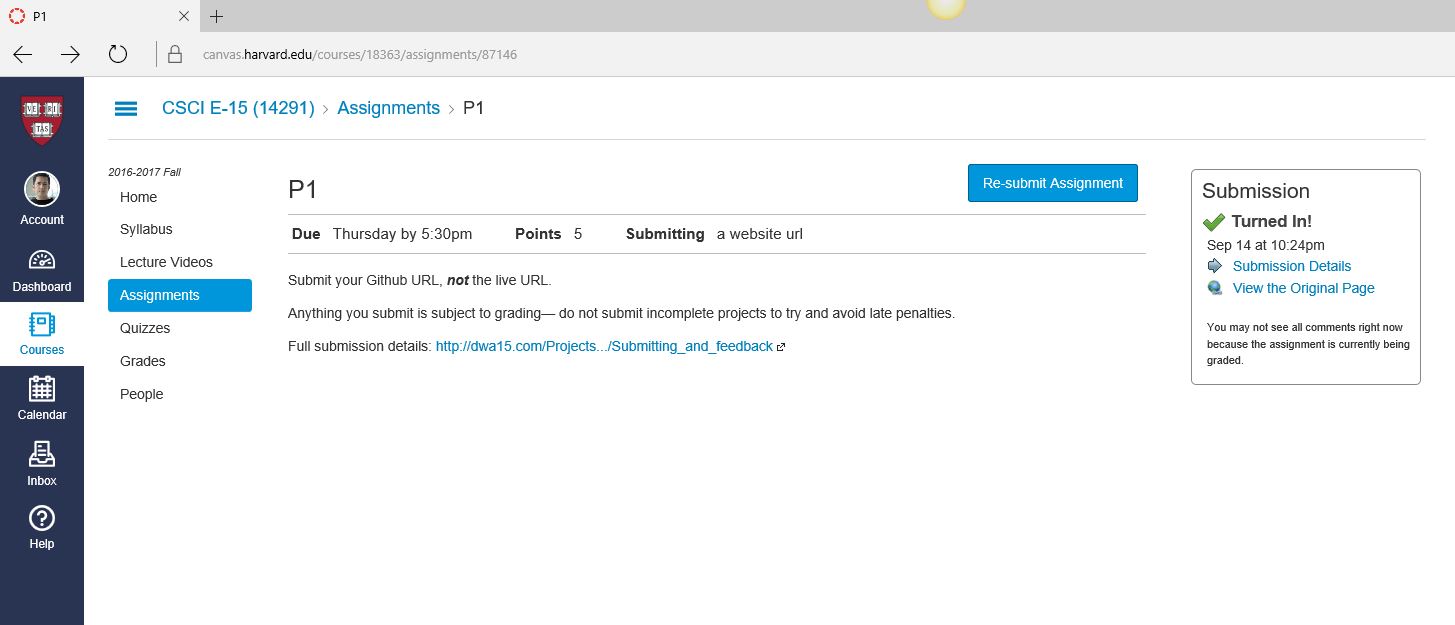 P1
canvas.harvard.edu/courses/18363/assignments/87146
VE RI
TAS
Account
Dashboard
Courses
Calendar
Inbox
Help
CSCI E-15 (14291) > Assignments > P1
2016-2017 Fall
Home
Syllabus
Lecture Videos
Assignments
Quizzes
Grades
People
P1
Re-submit Assignment
Due Thursday by 5:30pm Points 5 Submitting a website url
Submit your Github URL, not the live URL.
Anything you submit is subject to grading— do not submit incomplete projects to try and avoid late penalties.
Full submission details: http://dwa15.com/Projects.../Submitting_and_feedback
Submission
Turned In!
Sep 14 at 10:24pm
Submission Details
View the Original Page
You may not see all comments right now
because the assignment is currently being
graded.